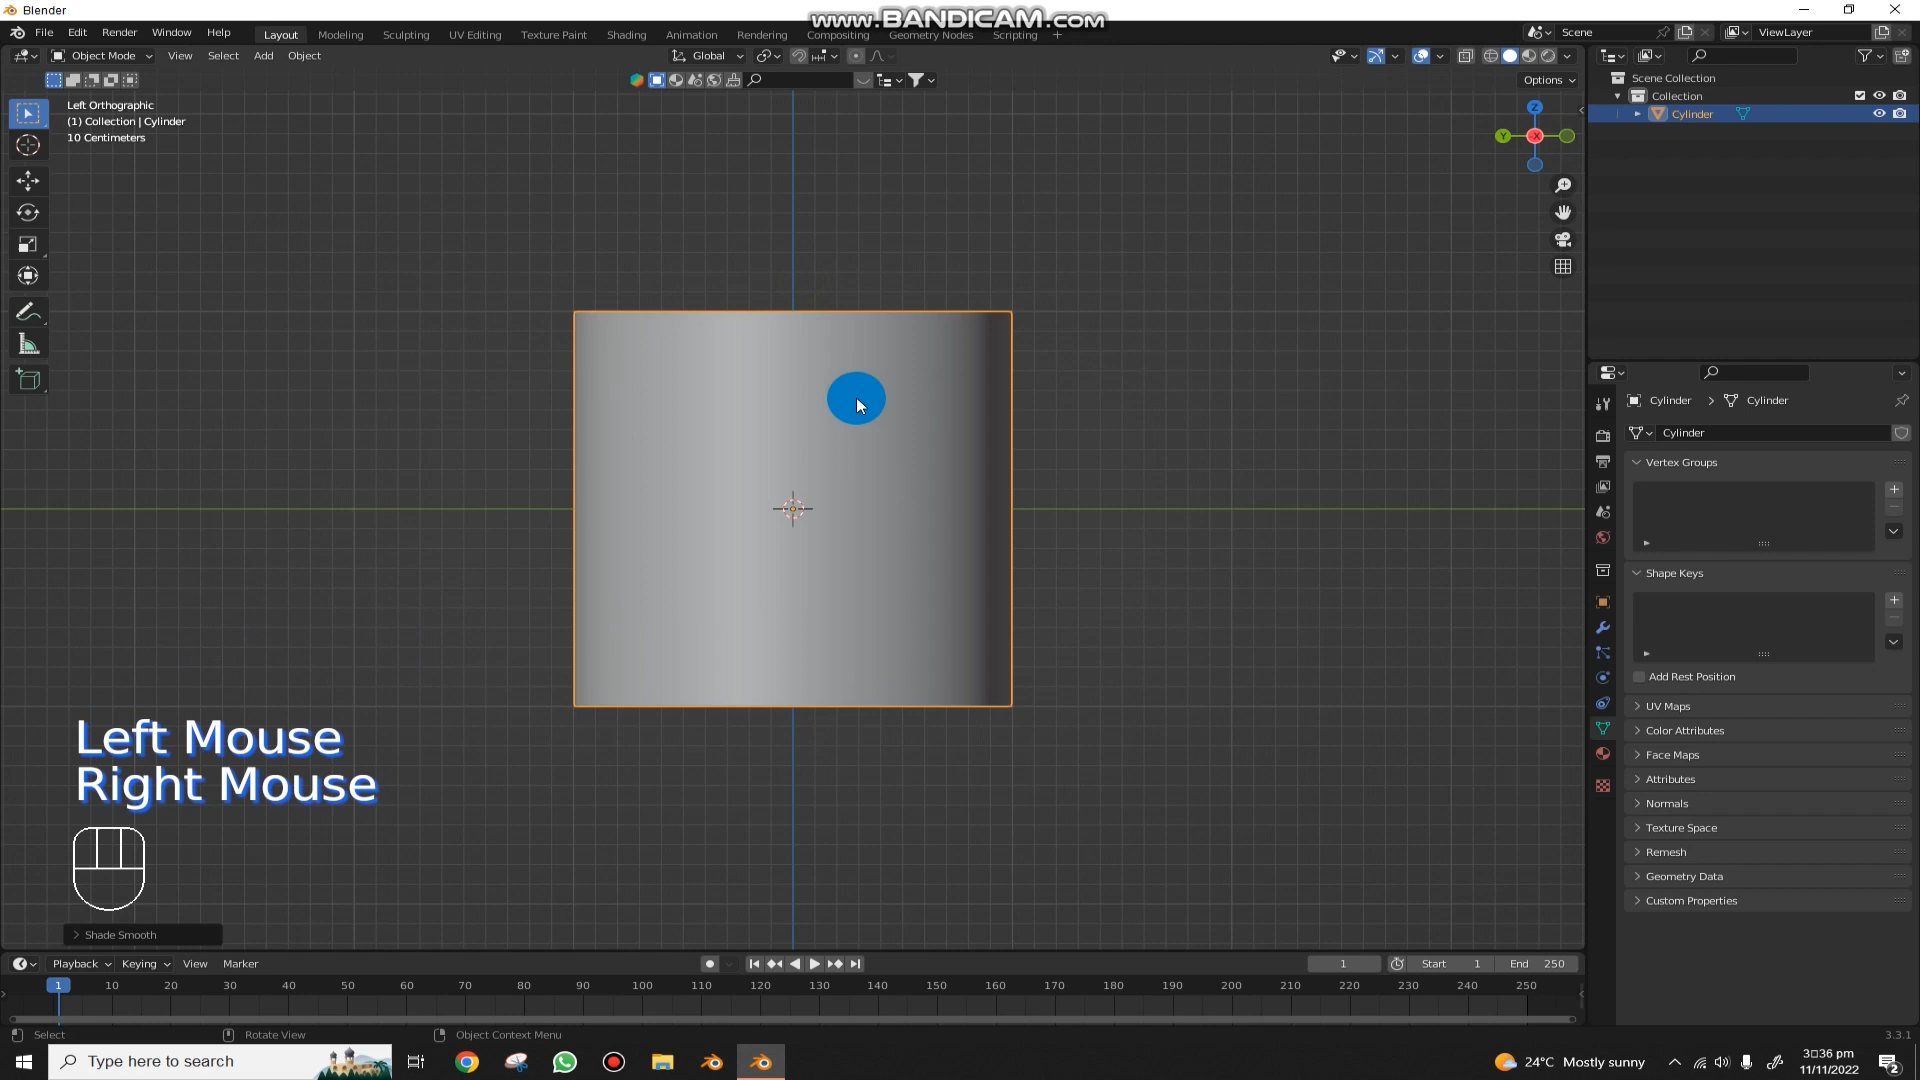 Blender
www.BANDICAM.com
File Edit Render Window Help Layout Modeling Sculpting UV Editing Texture Paint Shading Animation Rendering Compositing Geometry Nodes Scripting + Scene ViewLayer
Object Mode View Select Add Object Global
Options
Scene Collection
Collection
Cylinder
Left Orthographic
(1) Collection | Cylinder
10 Centimeters
Z
Y
-X
Cylinder > Cylinder
Cylinder
Vertex Groups
Shape Keys
Add Rest Position
UV Maps
Color Attributes
Face Maps
Attributes
Normals
Texture Space
Remesh
Geometry Data
Custom Properties
Left Mouse
Right Mouse
Shade Smooth
Playback Keying View Marker 1 Start 1 End 250
1 10 20 30 40 50 60 70 80 90 100 110 120 130 140 150 160 170 180 190 200 210 220 230 240 250
Select Rotate View Object Context Menu 3.3.1
Type here to search 24°C Mostly sunny 3□36 pm
11/11/2022 2